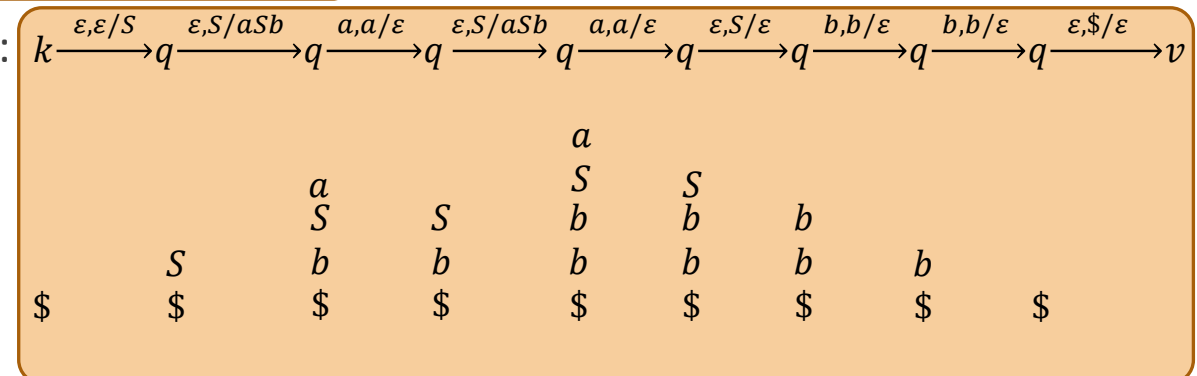 : ε,ε/S ε,S/aSb a,a/ε ε,S/aSb a,a/ε ε,S/ε b,b/ε b,b/ε ε,$/ε
k q q q q q q q q v
a
a S S
S S b b b
S b b b b b b
$ $ $ $ $ $ $ $ $